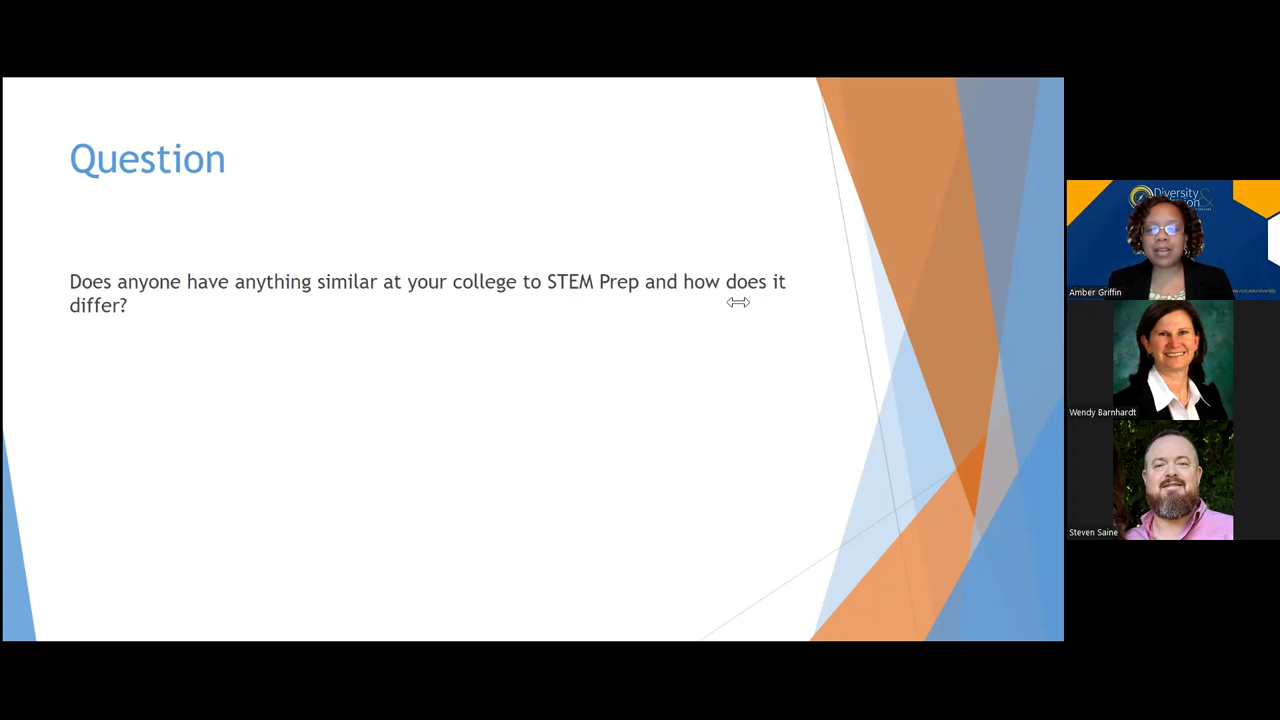 Question
Does anyone have anything similar at your college to STEM Prep and how does it
differ?
Diversity &
Amber Griffin
Wendy Barnhardt
Steven Saine